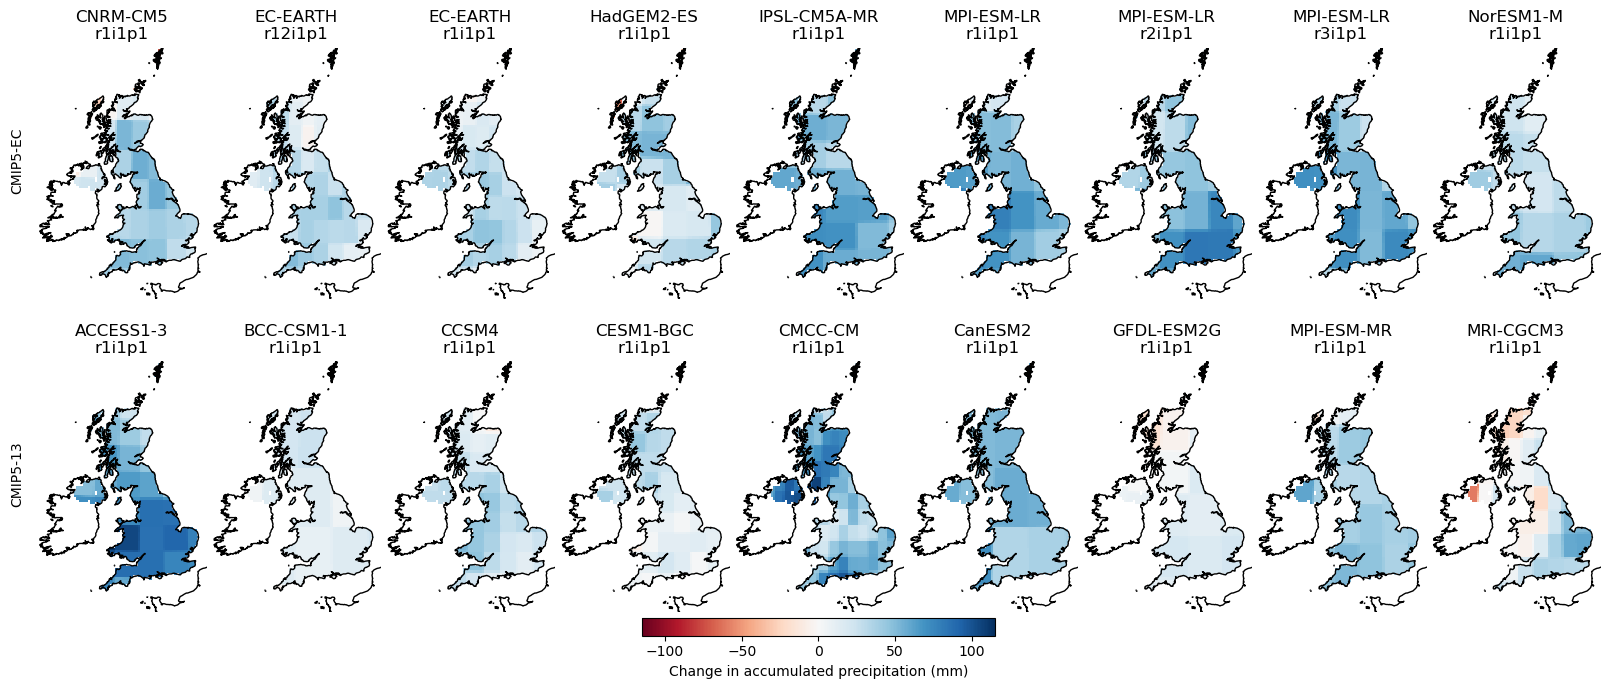 CNRM-CM5
r1i1p1
EC-EARTH
r12i1p1
EC-EARTH
r1i1p1
HadGEM2-ES
r1i1p1
IPSL-CM5A-MR
r1i1p1
MPI-ESM-LR
r1i1p1
MPI-ESM-LR
r2i1p1
MPI-ESM-LR
r3i1p1
NorESM1-M
r1i1p1
CMIP5-EC
ACCESS1-3
r1i1p1
BCC-CSM1-1
r1i1p1
CCSM4
r1i1p1
CESM1-BGC
r1i1p1
CMCC-CM
r1i1p1
CanESM2
r1i1p1
GFDL-ESM2G
r1i1p1
MPI-ESM-MR
r1i1p1
MRI-CGCM3
r1i1p1
CMIP5-13
−100 −50 0 50 100
Change in accumulated precipitation (mm)